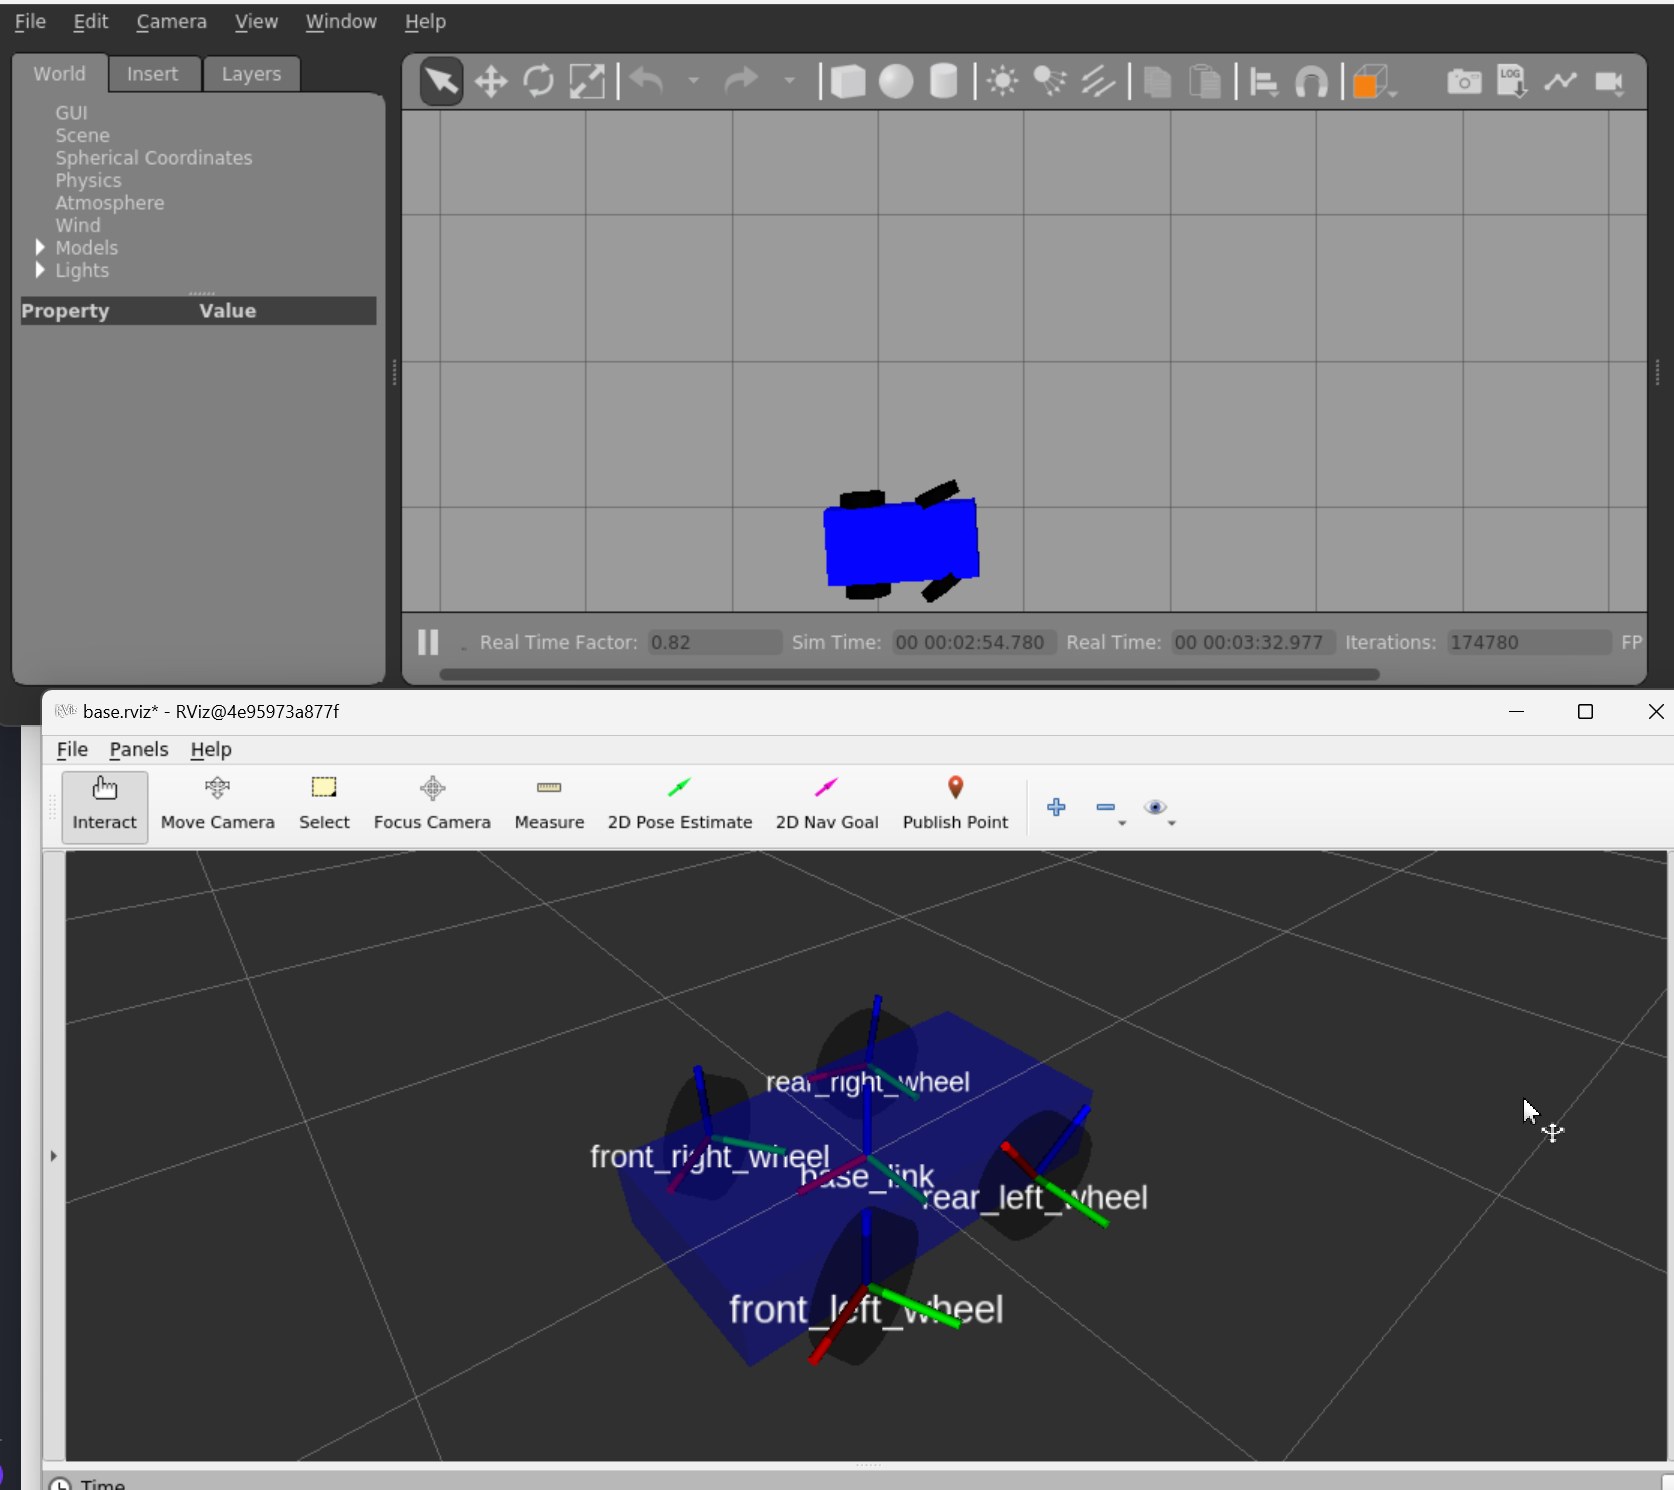 File Edit Camera View Window Help
World Insert Layers
GUI
Scene
Spherical Coordinates
Physics
Atmosphere
Wind
Models
Lights
Property Value
LOG
Real Time Factor: 0.82 Sim Time: 00 00:02:54.780 Real Time: 00 00:03:32.977 Iterations: 174780 FP
base.rviz* - RViz@4e95973a877f
File Panels Help
Interact Move Camera Select Focus Camera Measure 2D Pose Estimate 2D Nav Goal Publish Point
rear_right_wheel
front_right_wheel
base_link
rear_left_wheel
front_left_wheel
Time